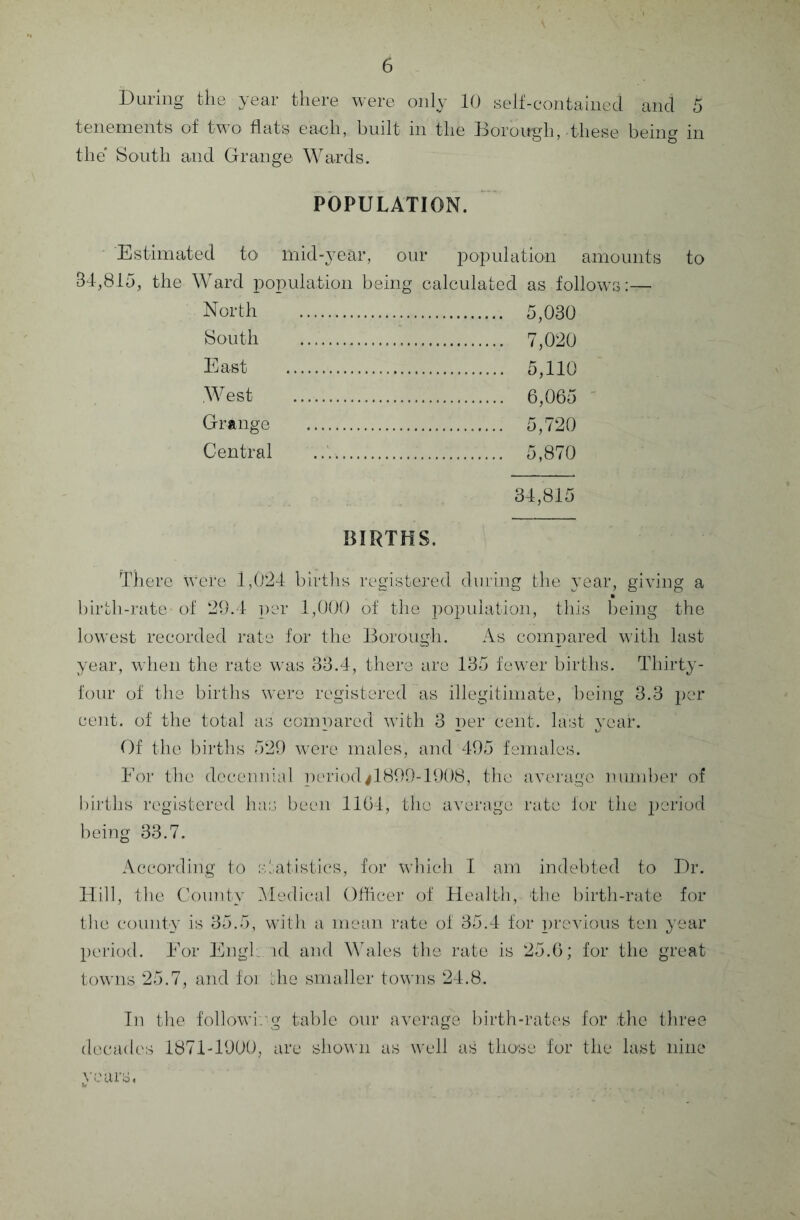 6
During the year there were only 10 self-contained and 5
tenements of two flats each, built in the Borough, these being in
the South and Grange Wards.
POPULATION.
Estimated to mid-year, our population amounts to
34,815, the Ward population being calculated as follows:—
North .............................. 5,030
South .............................. 7,020
East .............................. 5,110
West .............................. 6,065
Grange .............................. 5,720
Central .............................. 5,870
34,815
BIRTHS.
There were 1,024 births registered during the year, giving a
birth-rate of 29.4 per 1,000 of the population, this being the
lowest recorded rate for the Borough. As compared with last
year, when the rate was 33.4, there are 135 fewer births. Thirty-
four of the births were registered as illegitimate, being 3.3 per
cent. of the total as compared with 3 per cent. last year.
Of the births 529 were males, and 495 females.
For the decennial period 1899-1908, the average number of
births registered has been 1164, the average rate for the period
being 33.7.
According to statistics, for which I am indebted to Dr.
Hill, the County Medical Officer of Health, the birth-rate for
the county is 35.5, with a mean rate of 35.4 for previous ten year
period. For Engl nd and Wales the rate is 25.6; for the great
towns 25.7, and for the smaller towns 24.8.
In the following table our average birth-rates for the three
decades 1871-1900, are shown as well as those for the last nine
years.